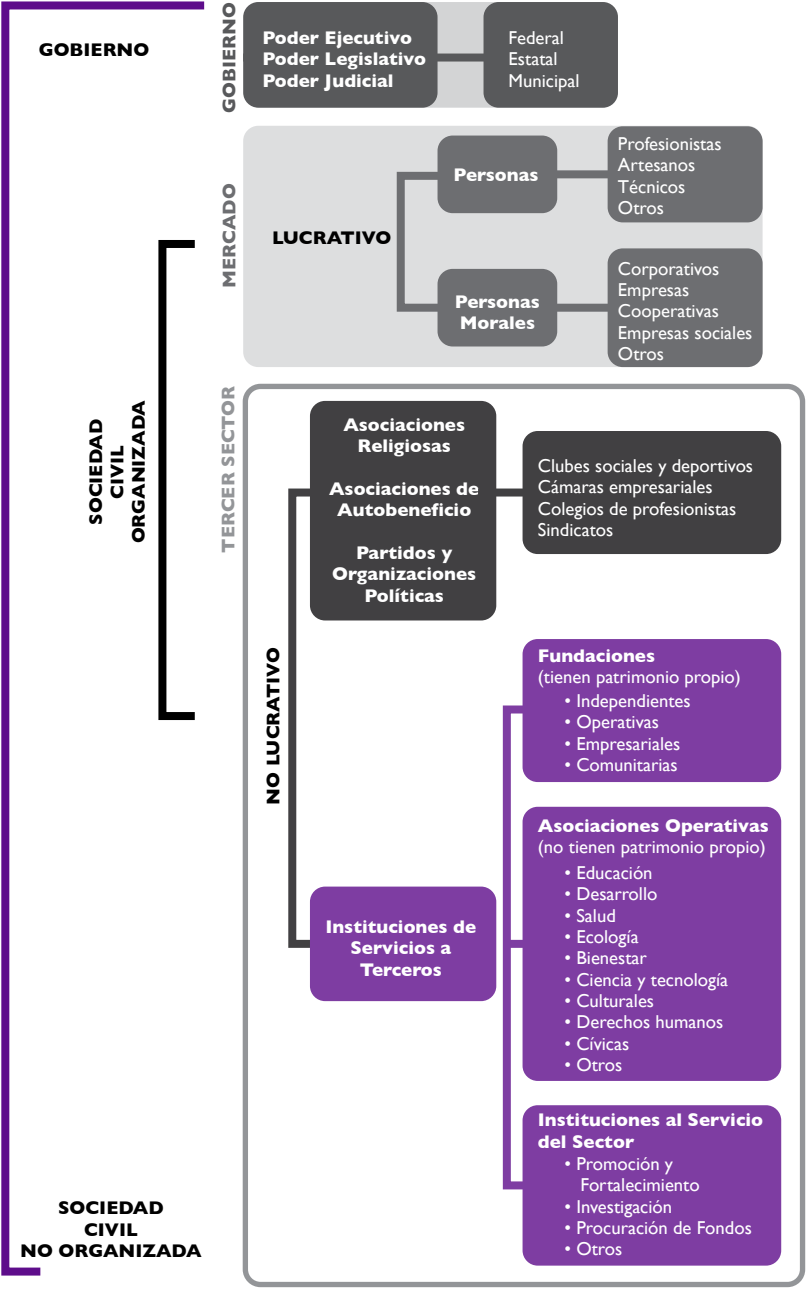 GOBIERNO
GOBIERNO
Poder Ejecutivo
Poder Legislativo
Poder Judicial
Federal
Estatal
Municipal
MERCADO
LUCRATIVO
Personas
Profesionistas
Artesanos
Técnicos
Otros
Personas
Morales
Corporativos
Empresas
Cooperativas
Empresas sociales
Otros
SOCIEDAD
CIVIL
ORGANIZADA
TERCER SECTOR
NO LUCRATIVO
Asociaciones
Religiosas
Asociaciones de
Autobeneficio
Partidos y
Organizaciones
Políticas
Clubes sociales y deportivos
Cámaras empresariales
Colegios de profesionistas
Sindicatos
Instituciones de
Servicios a
Terceros
Fundaciones
(tienen patrimonio propio)
• Independientes
• Operativas
• Empresariales
• Comunitarias
Asociaciones Operativas
(no tienen patrimonio propio)
• Educación
• Desarrollo
• Salud
• Ecología
• Bienestar
• Ciencia y tecnología
• Culturales
• Derechos humanos
• Cívicas
• Otros
Instituciones al Servicio
del Sector
• Promoción y
Fortalecimiento
• Investigación
• Procuración de Fondos
• Otros
SOCIEDAD
CIVIL
NO ORGANIZADA